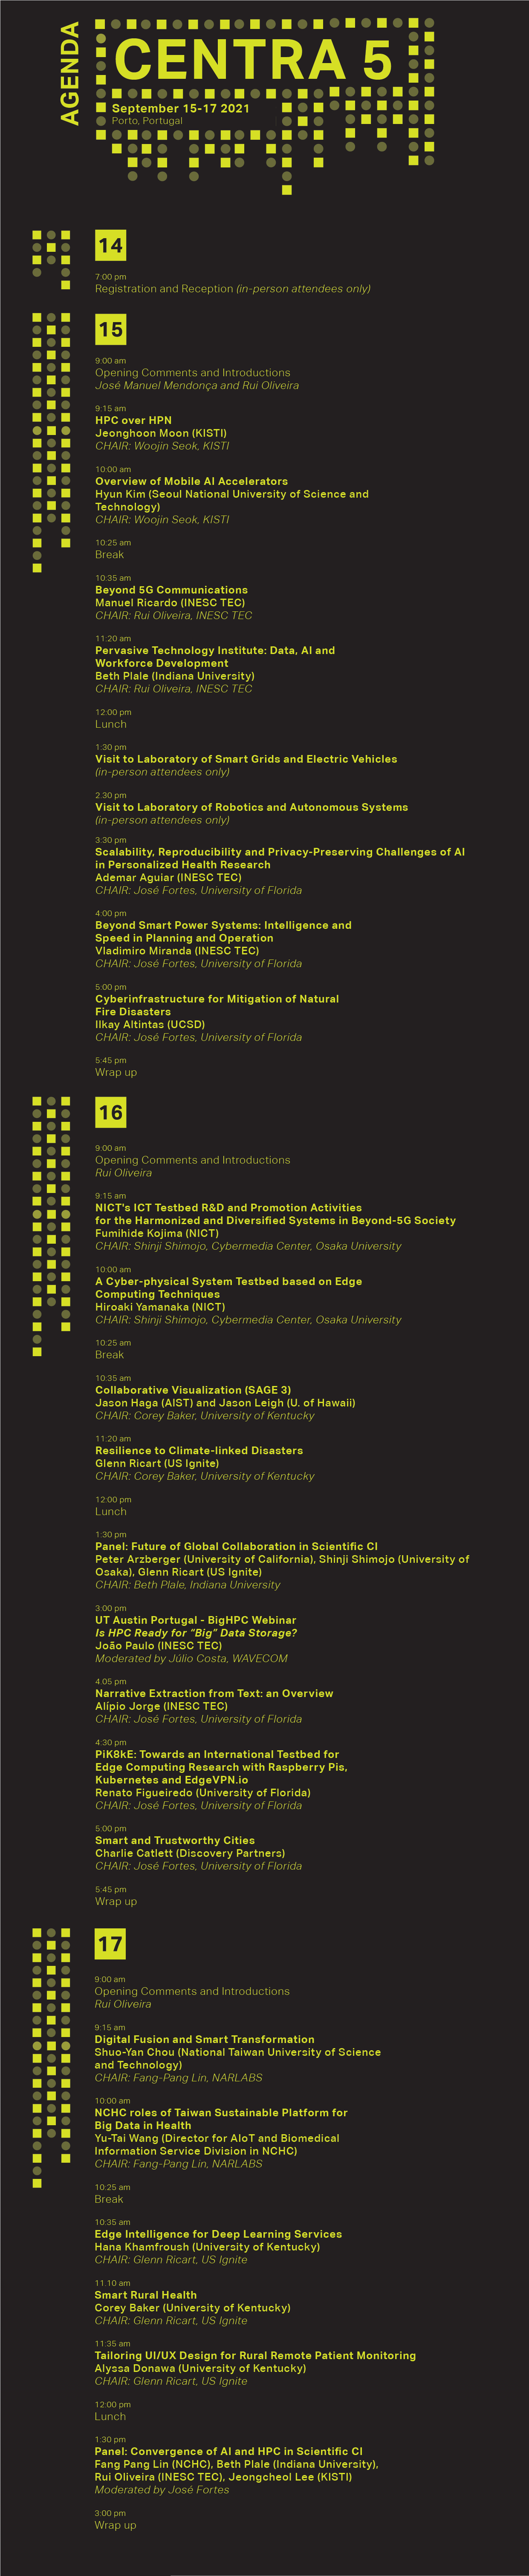 AGENDA
CENTRA 5
September 15-17 2021
Porto, Portugal
14
7:00 pm
Registration and Reception (in-person attendees only)
15
9:00 am
Opening Comments and Introductions
José Manuel Mendonça and Rui Oliveira
9:15 am
HPC over HPN
Jeonghoon Moon (KISTI)
CHAIR: Woojin Seok, KISTI
10:00 am
Overview of Mobile AI Accelerators
Hyun Kim (Seoul National University of Science and
Technology)
CHAIR: Woojin Seok, KISTI
10:25 am
Break
10:35 am
Beyond 5G Communications
Manuel Ricardo (INESC TEC)
CHAIR: Rui Oliveira, INESC TEC
11:20 am
Pervasive Technology Institute: Data, AI and
Workforce Development
Beth Plale (Indiana University)
CHAIR: Rui Oliveira, INESC TEC
12:00 pm
Lunch
1:30 pm
Visit to Laboratory of Smart Grids and Electric Vehicles
(in-person attendees only)
2.30 pm
Visit to Laboratory of Robotics and Autonomous Systems
(in-person attendees only)
3:30 pm
Scalability, Reproducibility and Privacy-Preserving Challenges of AI
in Personalized Health Research
Ademar Aguiar (INESC TEC)
CHAIR: José Fortes, University of Florida
4:00 pm
Beyond Smart Power Systems: Intelligence and
Speed in Planning and Operation
Vladimiro Miranda (INESC TEC)
CHAIR: José Fortes, University of Florida
5:00 pm
Cyberinfrastructure for Mitigation of Natural
Fire Disasters
Ilkay Altintas (UCSD)
CHAIR: José Fortes, University of Florida
5:45 pm
Wrap up
16
9:00 am
Opening Comments and Introductions
Rui Oliveira
9:15 am
NICT's ICT Testbed R&D and Promotion Activities
for the Harmonized and Diversified Systems in Beyond-5G Society
Fumihide Kojima (NICT)
CHAIR: Shinji Shimojo, Cybermedia Center, Osaka University
10:00 am
A Cyber-physical System Testbed based on Edge
Computing Techniques
Hiroaki Yamanaka (NICT)
CHAIR: Shinji Shimojo, Cybermedia Center, Osaka University
10:25 am
Break
10:35 am
Collaborative Visualization (SAGE 3)
Jason Haga (AIST) and Jason Leigh (U. of Hawaii)
CHAIR: Corey Baker, University of Kentucky
11:20 am
Resilience to Climate-linked Disasters
Glenn Ricart (US Ignite)
CHAIR: Corey Baker, University of Kentucky
12:00 pm
Lunch
1:30 pm
Panel: Future of Global Collaboration in Scientific CI
Peter Arzberger (University of California), Shinji Shimojo (University of
Osaka), Glenn Ricart (US Ignite)
CHAIR: Beth Plale, Indiana University
3:00 pm
UT Austin Portugal - BigHPC Webinar
Is HPC Ready for "Big" Data Storage?
João Paulo (INESC TEC)
Moderated by Júlio Costa, WAVECOM
4.05 pm
Narrative Extraction from Text: an Overview
Alípio Jorge (INESC TEC)
CHAIR: José Fortes, University of Florida
4:30 pm
PiK8kE: Towards an International Testbed for
Edge Computing Research with Raspberry Pis,
Kubernetes and EdgeVPN.io
Renato Figueiredo (University of Florida)
CHAIR: José Fortes, University of Florida
5:00 pm
Smart and Trustworthy Cities
Charlie Catlett (Discovery Partners)
CHAIR: José Fortes, University of Florida
5:45 pm
Wrap up
17
9:00 am
Opening Comments and Introductions
Rui Oliveira
9:15 am
Digital Fusion and Smart Transformation
Shuo-Yan Chou (National Taiwan University of Science
and Technology)
CHAIR: Fang-Pang Lin, NARLABS
10:00 am
NCHC roles of Taiwan Sustainable Platform for
Big Data in Health
Yu-Tai Wang (Director for AIoT and Biomedical
Information Service Division in NCHC)
CHAIR: Fang-Pang Lin, NARLABS
10:25 am
Break
10:35 am
Edge Intelligence for Deep Learning Services
Hana Khamfroush (University of Kentucky)
CHAIR: Glenn Ricart, US Ignite
11.10 am
Smart Rural Health
Corey Baker (University of Kentucky)
CHAIR: Glenn Ricart, US Ignite
11:35 am
Tailoring UI/UX Design for Rural Remote Patient Monitoring
Alyssa Donawa (University of Kentucky)
CHAIR: Glenn Ricart, US Ignite
12:00 pm
Lunch
1:30 pm
Panel: Convergence of AI and HPC in Scientific CI
Fang Pang Lin (NCHC), Beth Plale (Indiana University),
Rui Oliveira (INESC TEC), Jeongcheol Lee (KISTI)
Moderated by José Fortes
3:00 pm
Wrap up